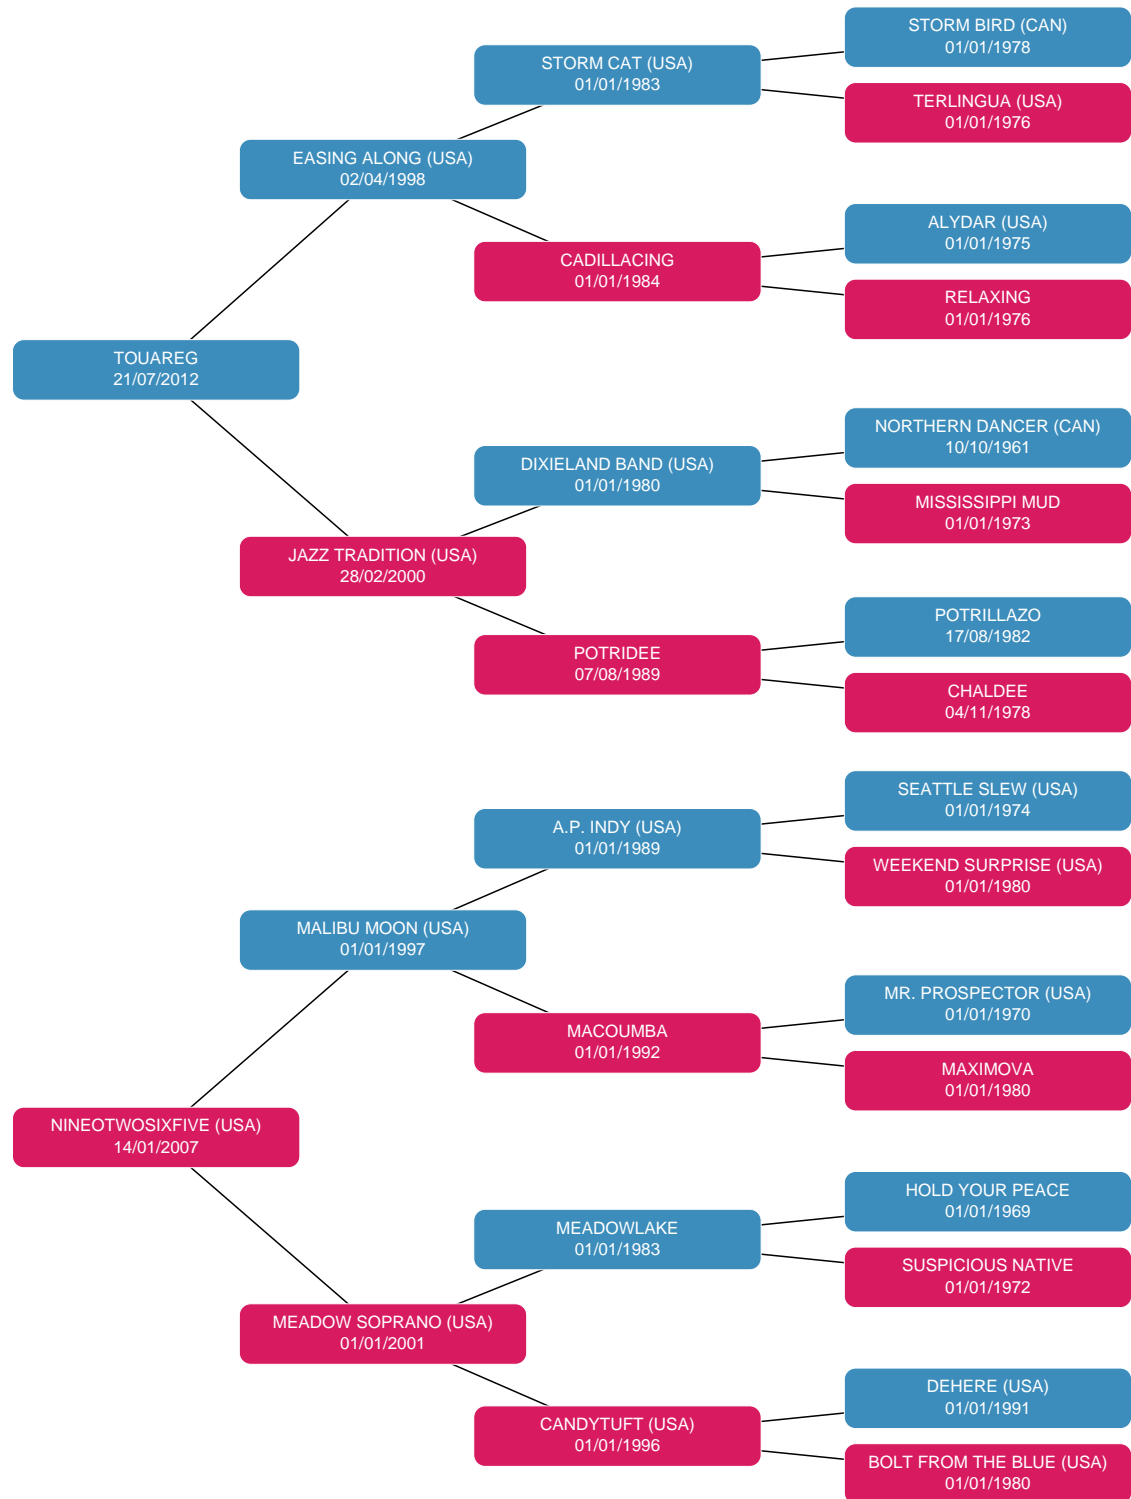 STORM BIRD (CAN)
01/01/1978
STORM CAT (USA)
01/01/1983
TERLINGUA (USA)
01/01/1976
EASING ALONG (USA)
02/04/1998
ALYDAR (USA)
01/01/1975
CADILLACING
01/01/1984
RELAXING
01/01/1976
TOUAREG
21/07/2012
NORTHERN DANCER (CAN)
10/10/1961
DIXIELAND BAND (USA)
01/01/1980
MISSISSIPPI MUD
01/01/1973
JAZZ TRADITION (USA)
28/02/2000
POTRILLAZO
17/08/1982
POTRIDEE
07/08/1989
CHALDEE
04/11/1978
SEATTLE SLEW (USA)
01/01/1974
A.P. INDY (USA)
01/01/1989
WEEKEND SURPRISE (USA)
01/01/1980
MALIBU MOON (USA)
01/01/1997
MR. PROSPECTOR (USA)
01/01/1970
MACOUMBA
01/01/1992
MAXIMOVA
01/01/1980
NINEOTWOSIXFIVE (USA)
14/01/2007
HOLD YOUR PEACE
01/01/1969
MEADOWLAKE
01/01/1983
SUSPICIOUS NATIVE
01/01/1972
MEADOW SOPRANO (USA)
01/01/2001
DEHERE (USA)
01/01/1991
CANDYTUFT (USA)
01/01/1996
BOLT FROM THE BLUE (USA)
01/01/1980